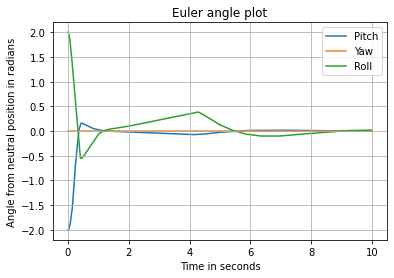 Euler angle plot
Angle from neutral position in radians
2.0
1.5
1.0
0.5
0.0
−0.5
−1.0
−1.5
−2.0
Pitch
Yaw
Roll
0
2
4
6
8
10
Time in seconds